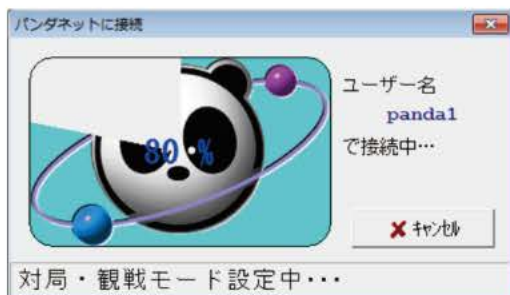 パンダネットに接続
ユーザー名
panda1
で接続中…
80 %
キャンセル
対局・観戦モード設定中・・・